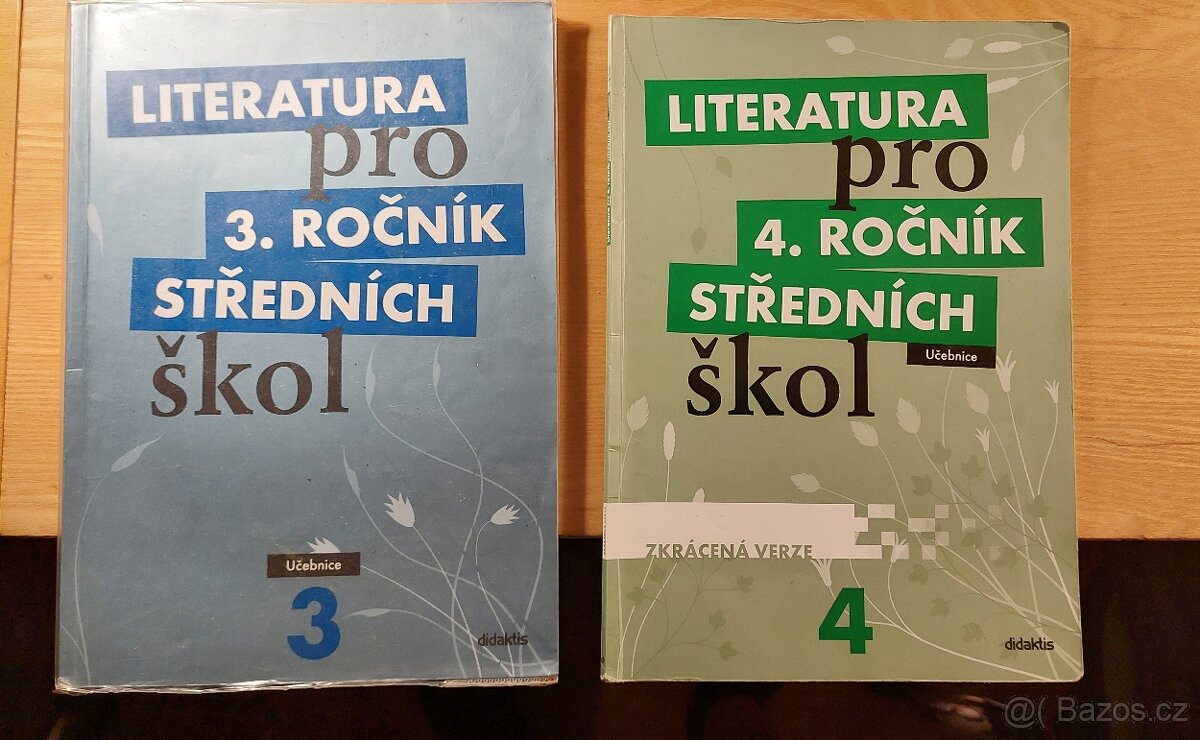 LITERATURA
pro
3. ROČNÍK
STŘEDNÍCH
škol
Učebnice
3
didaktis
LITERATURA
pro
4. ROČNÍK
STŘEDNÍCH
Učebnice
škol
ZKRÁCENÁ VERZE
4
didaktis
@( Bazos.cz